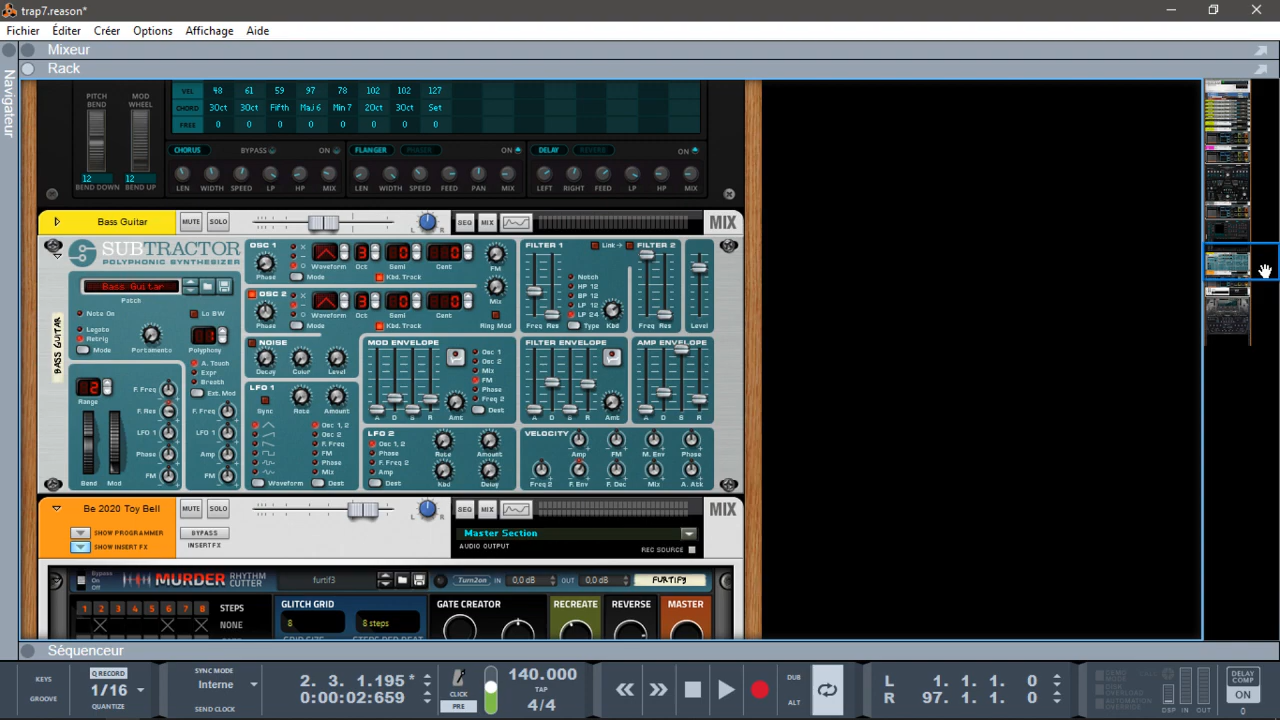 trap7.reason*
Fichier Éditer Créer Options Affichage Aide
Mixeur
Rack
Navigateur
PITCH BEND MOD WHEEL
VEL 48 61 59 97 78 102 102 127
CHORD 3Oct 3Oct Fifth Maj 6 Min 7 2Oct 3Oct Set
FREE 0 0 0 0 0 0 0 0
CHORUS BYPASS ON FLANGER PHASER ON DELAY REVERB ON
12 12
BEND DOWN BEND UP
LEN WIDTH SPEED LP HP MIX LEN WIDTH SPEED FEED PAN MIX LEFT RIGHT FEED LP HP MIX
Bass Guitar MUTE SOLO L R SEQ MIX MIX
SUBTRACTOR
POLYPHONIC SYNTHESIZER
Bass Guitar
Patch
Note On Lo BW
Legato
Retrig
Mode Portamento Polyphony
BASS GUITAR
A. Touch
Expr
Breath
Ext. Mod
2
Range
F. Freq
F. Res F. Freq
LFO 1 LFO 1
Phase Amp
FM FM
Bend Mod
OSC 1
Phase Waveform Oct Semi Cent FM
Mode Kbd. Track
OSC 2
Waveform Oct Semi Cent Mix
Mode Kbd. Track Ring Mod
NOISE
Decay Color Level
LFO 1
Sync Rate Amount
Osc 1, 2
Osc 2
F. Freq
FM
Phase
Mix
Waveform Dest
MOD ENVELOPE
Osc 1
Osc 2
Mix
FM
Phase
Freq 2
A D S R Amt Dest
LFO 2
Osc 1, 2
Phase
F. Freq 2
Amp
Dest
Rate Amount
Kbd Delay
FILTER 1 Link FILTER 2
Notch
HP 12
BP 12
LP 12
LP 24
Freq Res Type Kbd Freq Res Level
FILTER ENVELOPE AMP ENVELOPE
A D S R Amt A D S R
VELOCITY
Amp FM M. Env Phase
Freq 2 F. Env F. Dec Mix A. Atk
Be 2020 Toy Bell MUTE SOLO L R SEQ MIX MIX
SHOW PROGRAMMER BYPASS Master Section
SHOW INSERT FX INSERT FX AUDIO OUTPUT REC SOURCE
Bypass
On
Off
MURDER RHYTHM CUTTER furtif3 Turn2on IN 0,0 dB OUT 0,0 dB FURTIFY
1 2 3 4 5 6 7 8 STEPS GLITCH GRID GATE CREATOR RECREATE REVERSE MASTER
NONE 8 8 steps
Séquenceur
KEYS
GROOVE
Q RECORD
1/16
QUANTIZE
SYNC MODE
Interne
SEND CLOCK
2. 3. 1.195 *
0:00:02:659
CLICK
PRE
140.000
TAP
4/4
DUB
ALT
L 1. 1. 1. 0
R 97. 1. 1. 0
DSP IN OUT
DELAY COMP
ON
0